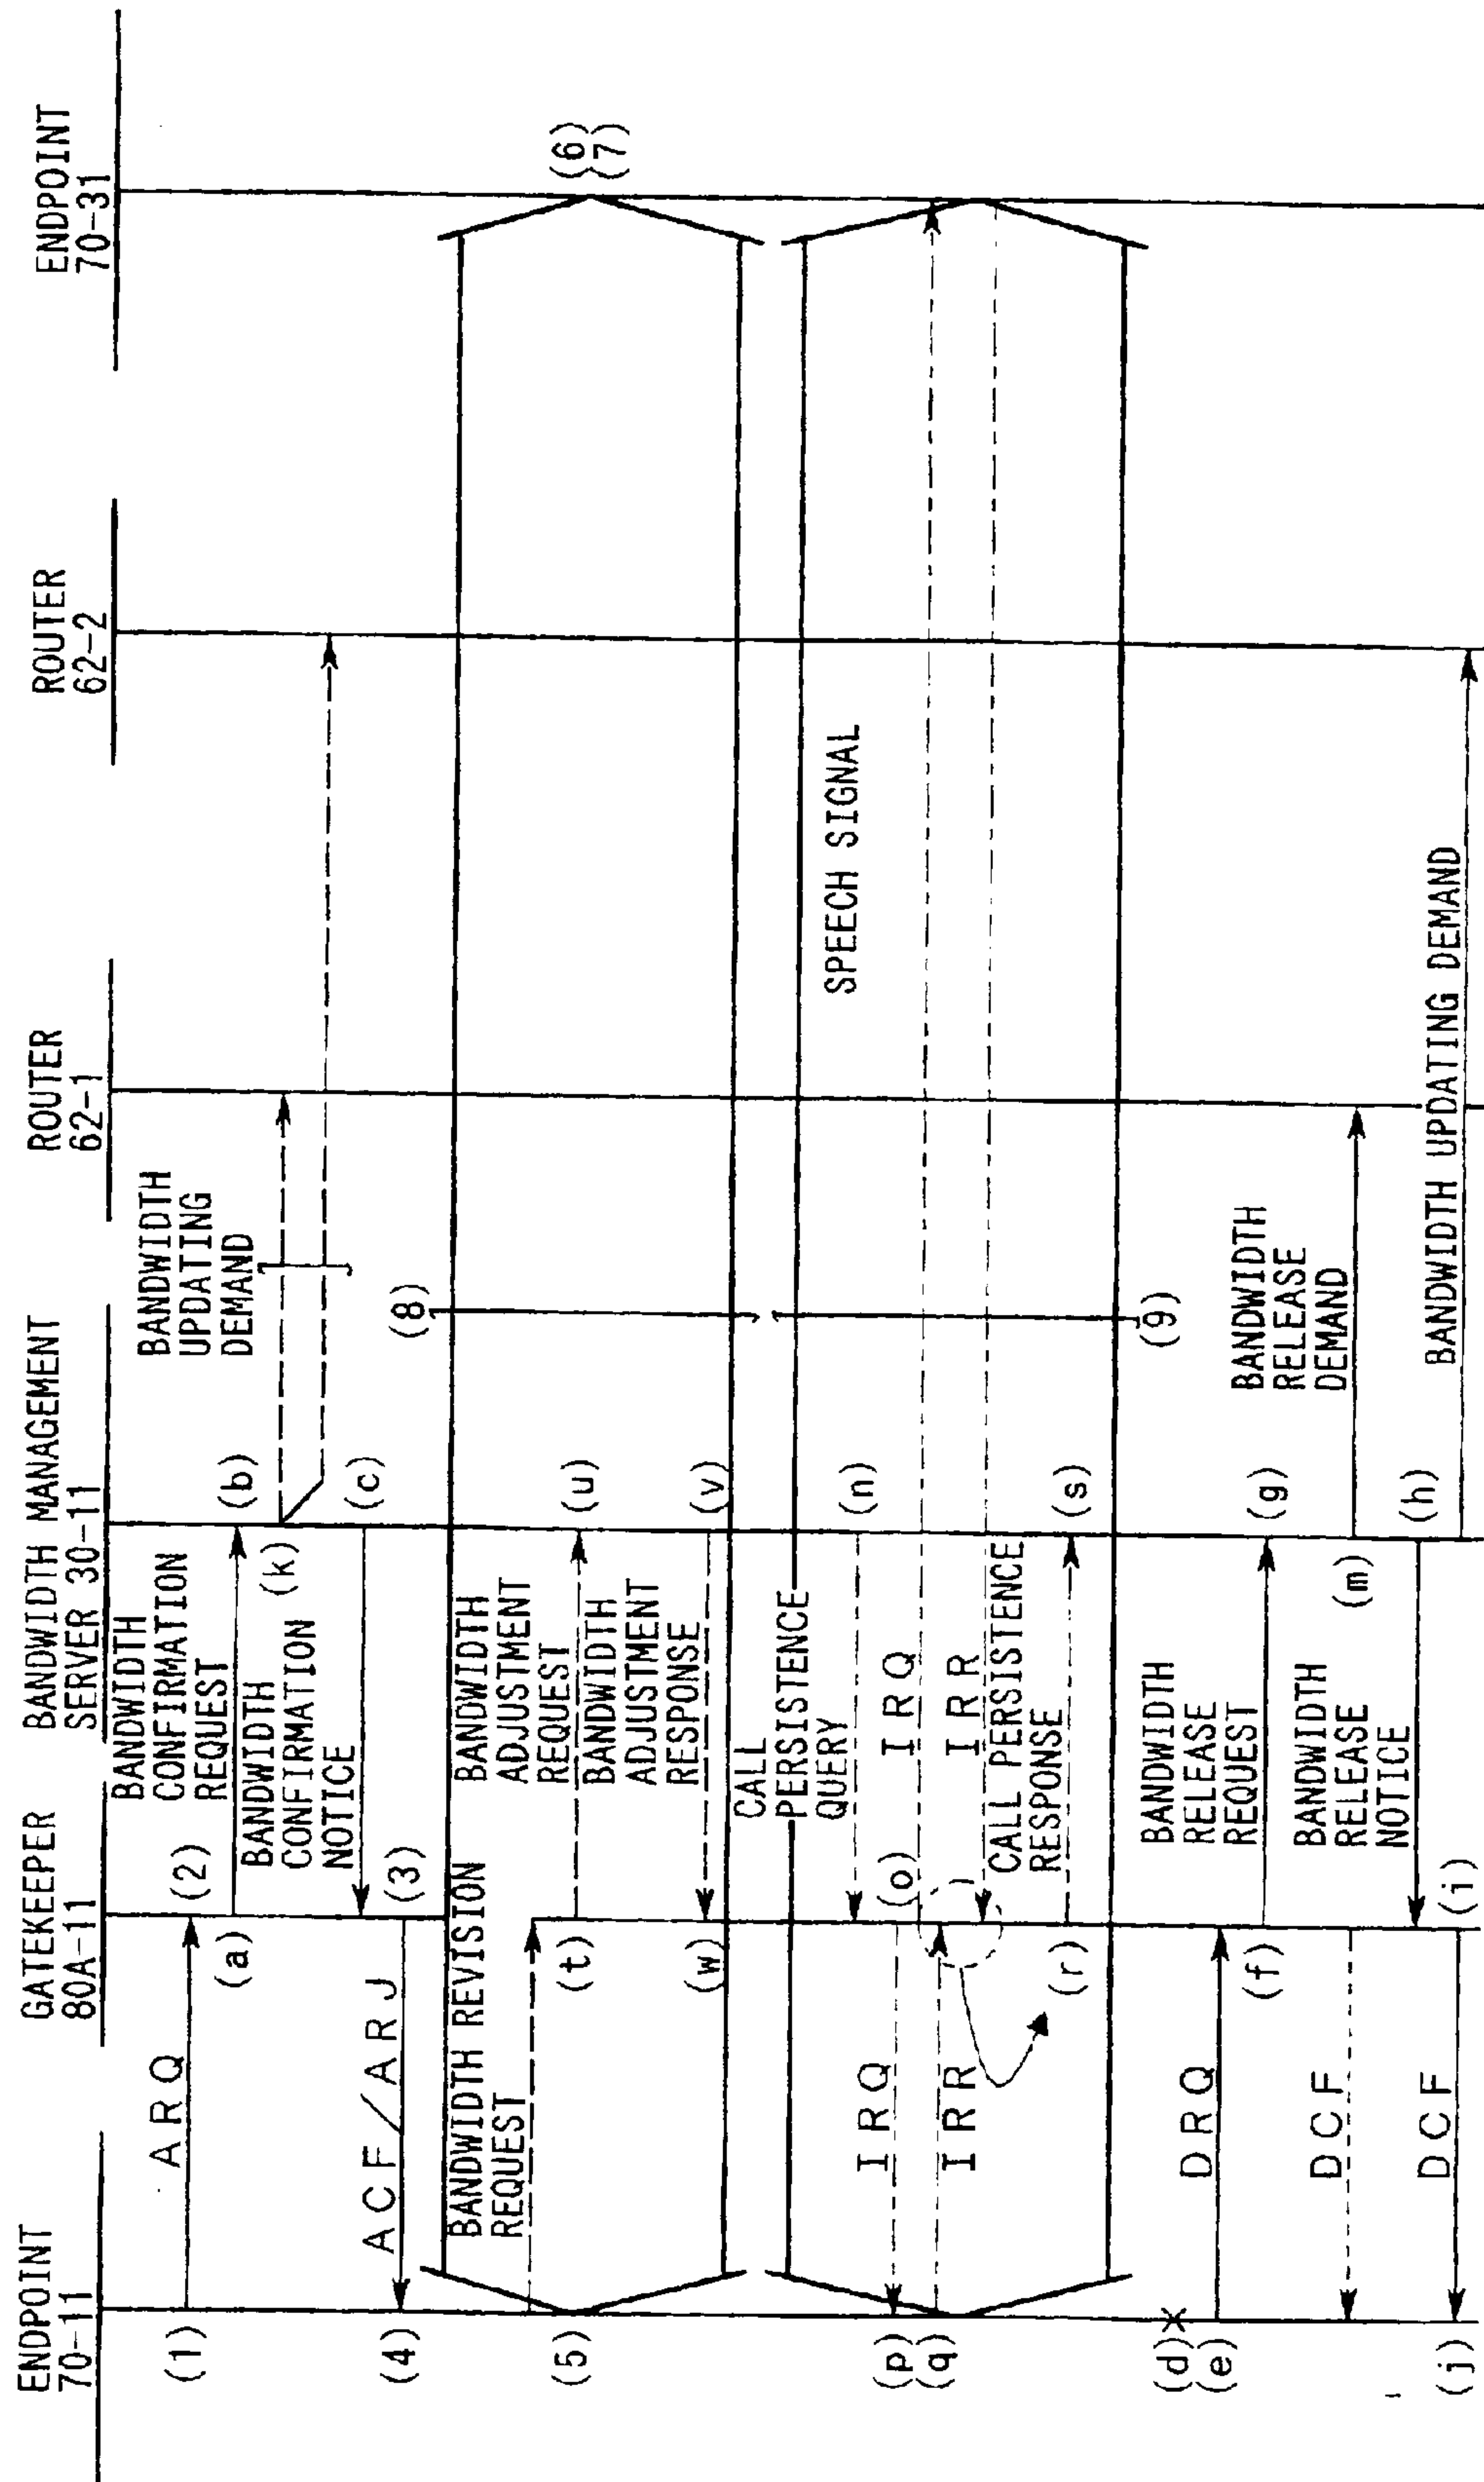 ENDPOINT
70-11
GATEKEEPER
80A-11
BANDWIDTH MANAGEMENT
SERVER 30-11
ROUTER
62-1
ROUTER
62-2
ENDPOINT
70-31
(1)
ARQ
(2)
(a)
BANDWIDTH
CONFIRMATION
REQUEST
(b)
(k)
BANDWIDTH
UPDATING
DEMAND
BANDWIDTH
CONFIRMATION
NOTICE
(c)
(3)
(4)
ACF/ARJ
(8)
BANDWIDTH REVISION
REQUEST
(5)
(t)
BANDWIDTH
ADJUSTMENT
REQUEST
(u)
(6)
(7)
BANDWIDTH
ADJUSTMENT
RESPONSE
(v)
(w)
CALL
PERSISTENCE
QUERY
(n)
SPEECH SIGNAL
(o)
(p)
(q)
IRQ
IRR
IRQ
IRR
CALL PERSISTENCE
RESPONSE
(r)
(s)
(9)
(d)
(e)
DRQ
(f)
BANDWIDTH
RELEASE
REQUEST
(g)
BANDWIDTH
RELEASE
DEMAND
DCF
(m)
BANDWIDTH
RELEASE
NOTICE
(h)
(i)
BANDWIDTH UPDATING DEMAND
DCF
(j)